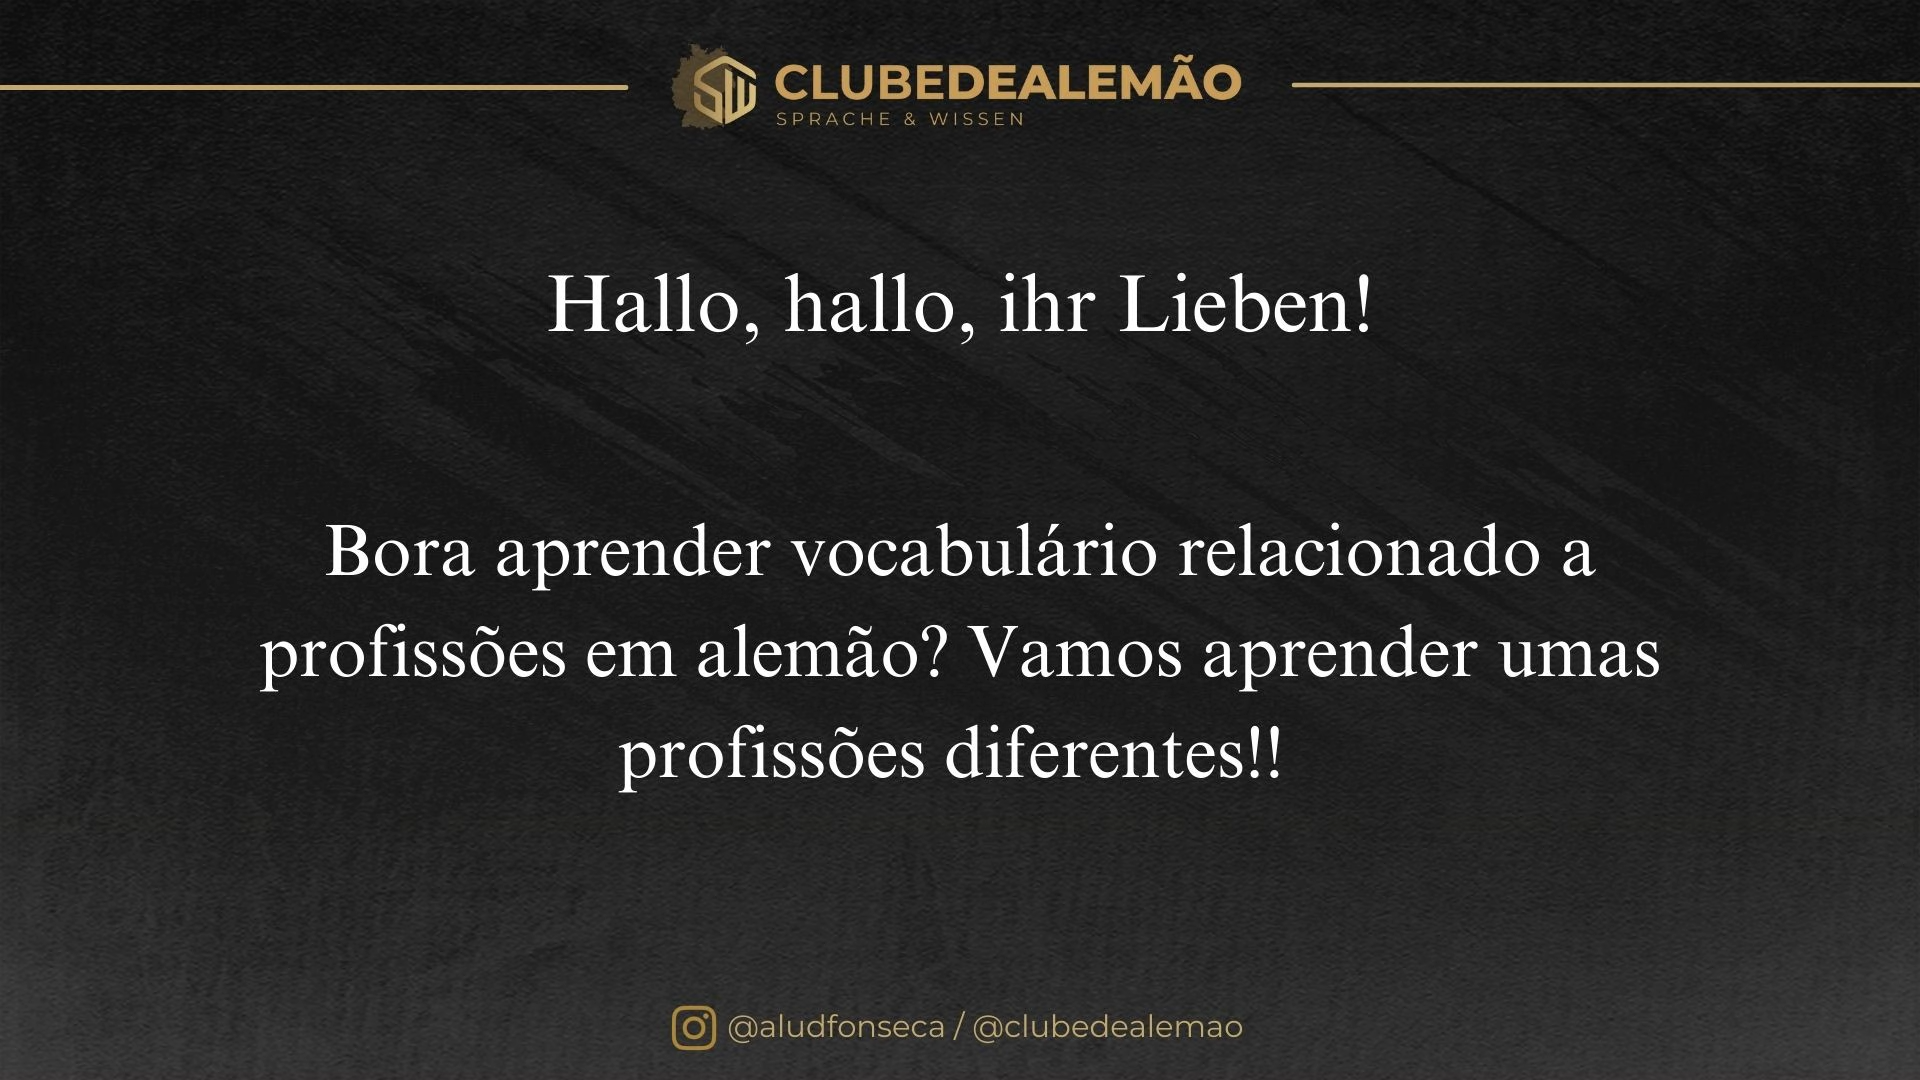 CLUBEDEALEMÃO
SPRACHE & WISSEN
Hallo, hallo, ihr Lieben!
Bora aprender vocabulário relacionado a
profissões em alemão? Vamos aprender umas
profissões diferentes!!
@aludfonseca / @clubedealemao